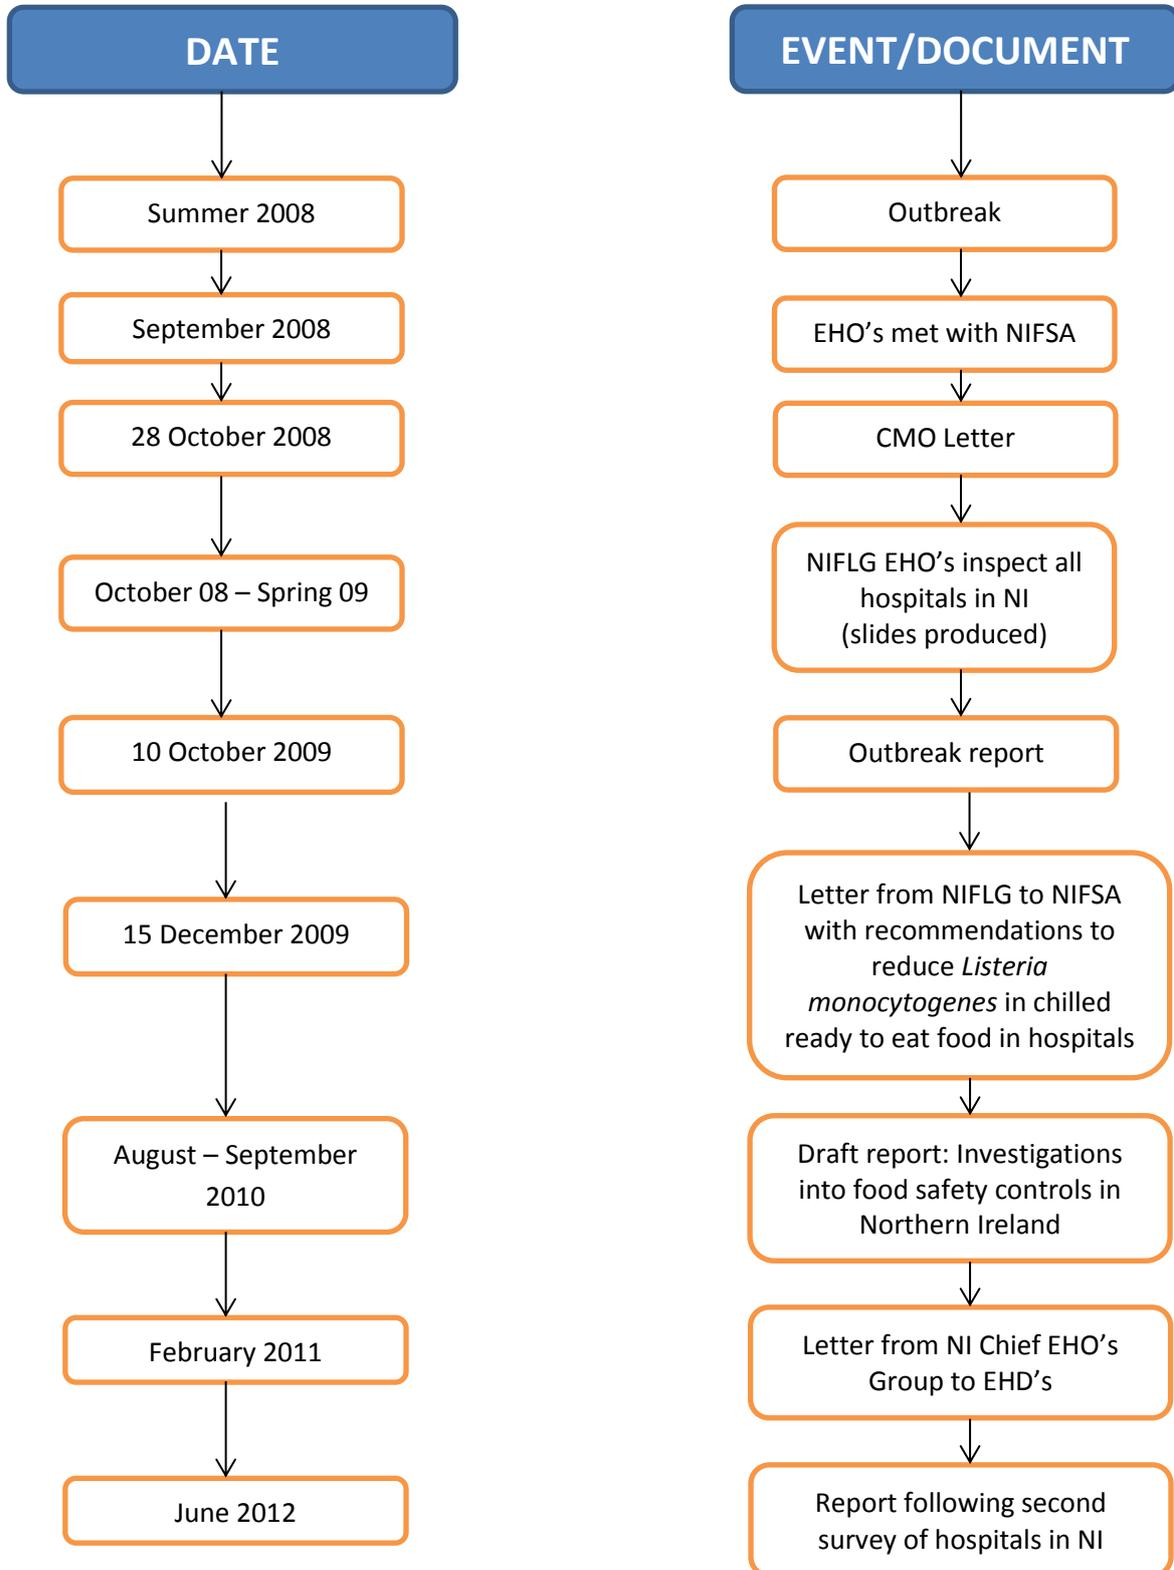 DATE
EVENT/DOCUMENT
Summer 2008
Outbreak
September 2008
EHO’s met with NIFSA
28 October 2008
CMO Letter
October 08 – Spring 09
NIFLG EHO’s inspect all
hospitals in NI
(slides produced)
10 October 2009
Outbreak report
15 December 2009
Letter from NIFLG to NIFSA
with recommendations to
reduce Listeria
monocytogenes in chilled
ready to eat food in hospitals
August – September
2010
Draft report: Investigations
into food safety controls in
Northern Ireland
February 2011
Letter from NI Chief EHO’s
Group to EHD’s
June 2012
Report following second
survey of hospitals in NI